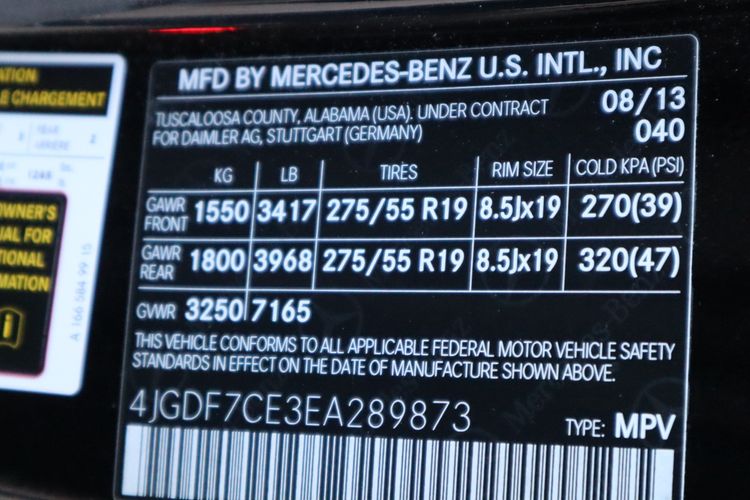 MFD BY MERCEDES-BENZ U.S. INTL., INC
TUSCALOOSA COUNTY, ALABAMA (USA). UNDER CONTRACT 08/13
FOR DAIMLER AG, STUTTGART (GERMANY) 040
KG LB TIRES RIM SIZE COLD KPA (PSI)
GAWR FRONT 1550 3417 275/55 R19 8.5Jx19 270(39)
GAWR REAR 1800 3968 275/55 R19 8.5Jx19 320(47)
GVWR 3250 7165
THIS VEHICLE CONFORMS TO ALL APPLICABLE FEDERAL MOTOR VEHICLE SAFETY
STANDARDS IN EFFECT ON THE DATE OF MANUFACTURE SHOWN ABOVE.
4JGDF7CE3EA289873 TYPE: MPV
E CHARGEMENT
OWNER'S
FOR
A 166 584 99 15